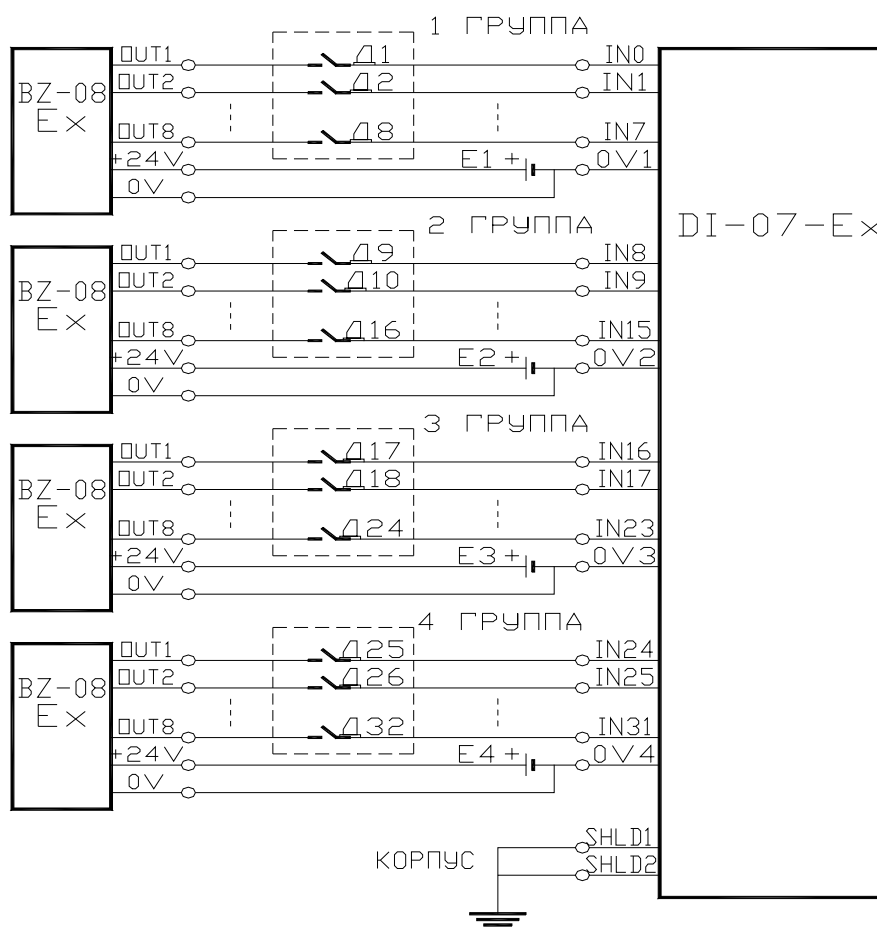 1 ГРУППА
BZ-08
Ex
OUT1 Д1 IN0
OUT2 Д2 IN1
OUT8 Д8 IN7
+24V E1 + 0V1
0V
2 ГРУППА
DI-07-Ex
BZ-08
Ex
OUT1 Д9 IN8
OUT2 Д10 IN9
OUT8 Д16 IN15
+24V E2 + 0V2
0V
3 ГРУППА
BZ-08
Ex
OUT1 Д17 IN16
OUT2 Д18 IN17
OUT8 Д24 IN23
+24V E3 + 0V3
0V
4 ГРУППА
BZ-08
Ex
OUT1 Д25 IN24
OUT2 Д26 IN25
OUT8 Д32 IN31
+24V E4 + 0V4
0V
SHLD1
КОРПУС
SHLD2